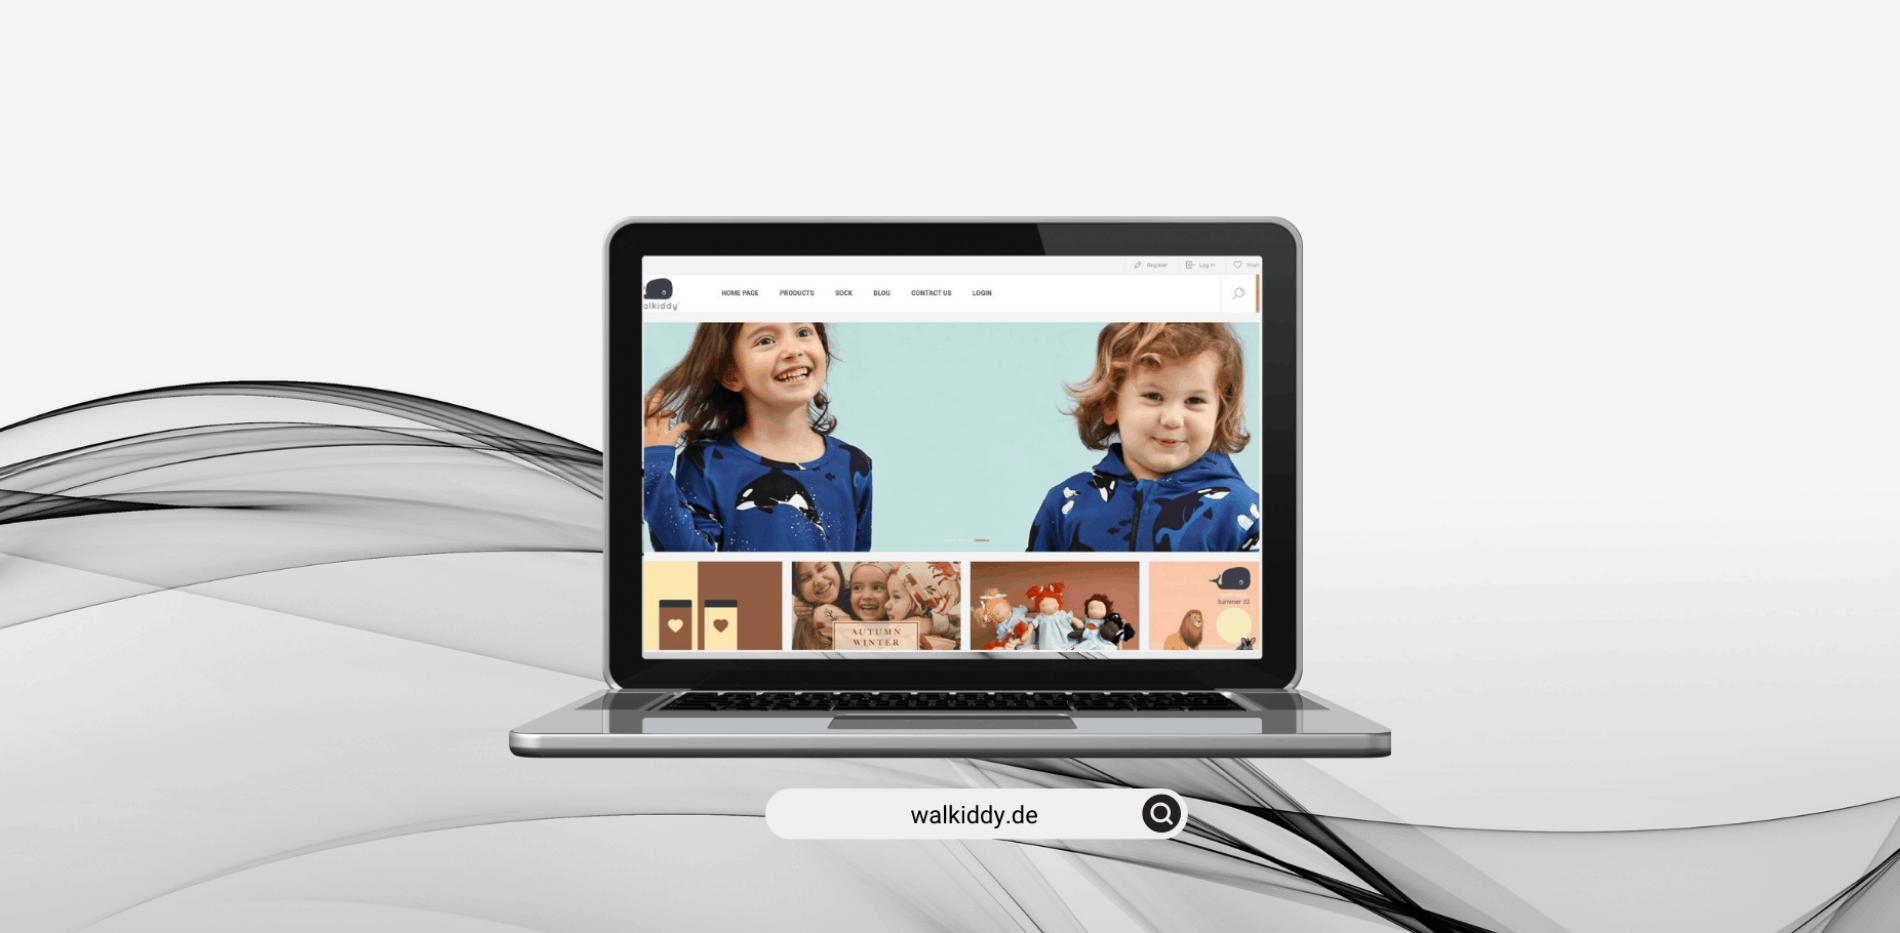 Register Log in Wish
alkiddy
HOME PAGE PRODUCTS SOCK BLOG CONTACT US LOGIN
AUTUMN
WINTER
Summer 22
walkiddy.de